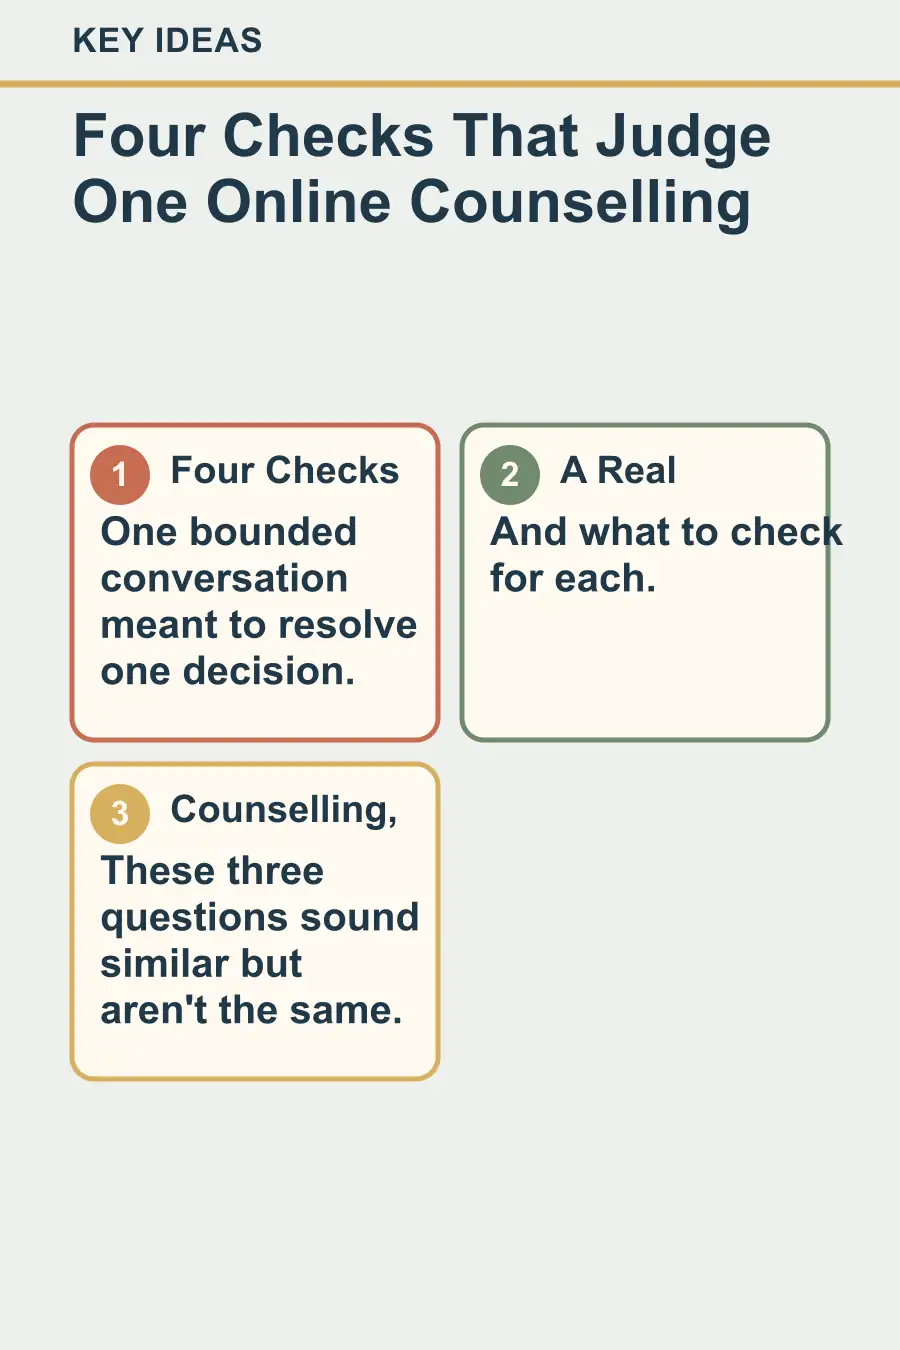 KEY IDEAS
Four Checks That Judge
One Online Counselling
1 Four Checks
One bounded
conversation
meant to resolve
one decision.
2 A Real
And what to check
for each.
3 Counselling,
These three
questions sound
similar but
aren't the same.